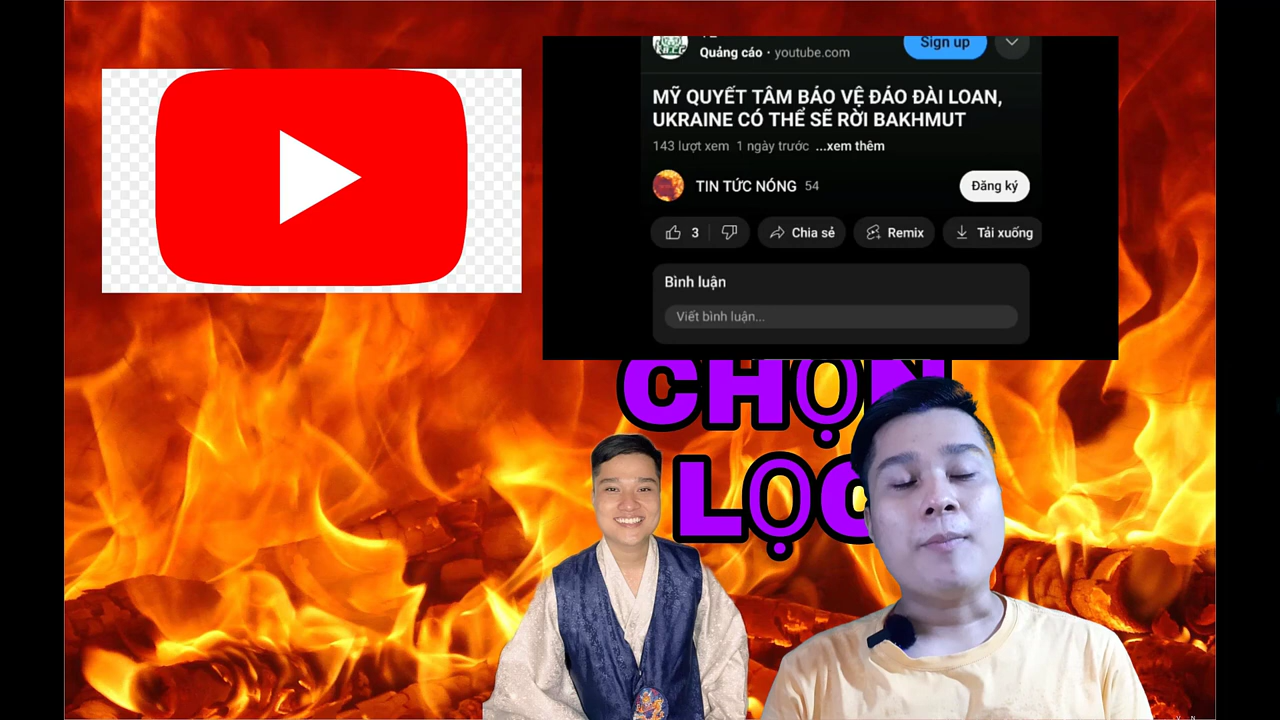 Quảng cáo · youtube.com
Sign up
MỸ QUYẾT TÂM BÁO VỆ ĐÁO ĐÀI LOAN,
UKRAINE CÓ THỂ SẼ RỜI BAKHMUT
143 lượt xem 1 ngày trước ...xem thêm
TIN TỨC NÓNG 54
Đăng ký
3
Chia sẻ
Remix
Tải xuống
Bình luận
Viết bình luận...
CHỌN
LỌC
V N